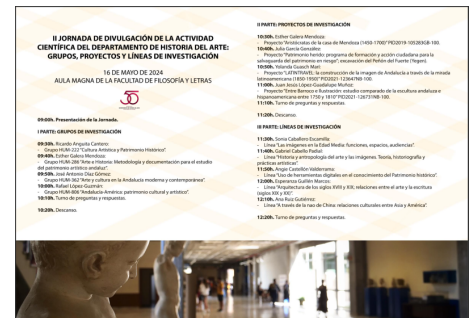 II JORNADA DE DIVULGACIÓN DE LA ACTIVIDAD
CIENTÍFICA DEL DEPARTAMENTO DE HISTORIA DEL ARTE:
GRUPOS, PROYECTOS Y LÍNEAS DE INVESTIGACIÓN
16 DE MAYO DE 2024
AULA MAGNA DE LA FACULTAD DE FILOSOFÍA Y LETRAS
09:00h. Presentación de la Jornada.
I PARTE: GRUPOS DE INVESTIGACIÓN
09:30h. Ricardo Anguita Cantero:
- Grupo HUM-222 "Cultura Artística y Patrimonio Histórico".
09:40h. Esther Galera Mendoza:
- Grupo HUM-286 "Arte e Historia: Metodología y documentación para el estudio
del patrimonio artístico andaluz".
09:50h. José Antonio Díaz Gómez:
- Grupo HUM-362 "Arte y cultura en la Andalucía moderna y contemporánea".
10:00h. Rafael López Guzmán:
- Grupo HUM-806 "Andalucía-América: patrimonio cultural y artístico".
10:10h. Turno de preguntas y respuestas.
10:20h. Descanso.
II PARTE: PROYECTOS DE INVESTIGACIÓN
10:30h. Esther Galera Mendoza:
- Proyecto "Aristócratas de la casa de Mendoza (1450-1700)" PID2019-105263GB-100.
10:40h. Julia García González:
- Proyecto "Patrimonio hendo: programa de formación y acción ciudadana para la
salvaguarda del patrimonio en riesgo"; excavación del Peñón del Fuerte (Yegen).
10:50h. Yolanda Guasch Marí:
- Proyecto "LATINTRAVEL: la construcción de la imagen de Andalucía a través de la mirada
latinoamericana (1850-1950)" PID2021-123647NB-100.
11:00h. Juan Jesús López-Guadalupe Muñoz:
- Proyecto "Entre Barroco e Ilustración: estudio comparado de la escultura andaluza e
hispanoamericana entre 1750 y 1810" PID2021-126731NB-100.
11:10h. Turno de preguntas y respuestas.
11:20h. Descanso.
III PARTE: LÍNEAS DE INVESTIGACIÓN
11:30h. Sonia Caballero Escamilla:
- Línea "Las imágenes en la Edad Media: funciones, espacios, audiencias".
11:40h. Gabriel Cabello Padial:
- Línea "Historia y antropología del arte y las imágenes. Teoría, historiografía y
prácticas artísticas".
11:50h. Angie Castellón Valderrama:
- Línea "Uso de herramientas digitales en el conocimiento del Patrimonio histórico".
12:00h. Esperanza Guillén Marcos:
- Línea "Arquitectura de los siglos XVII y XIX; relaciones entre el arte y la escritura
(siglos XIX y XX)".
12:10h. Ana Ruiz Gutiérrez:
- Línea "A través de la nao de China: relaciones culturales entre Asia y América".
12:20h. Turno de preguntas y respuestas.